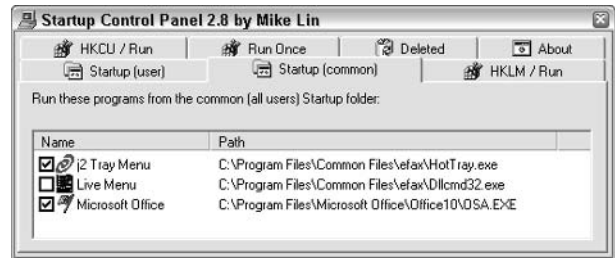 Startup Control Panel 2.8 by Mike Lin
HKCU / Run Run Once Deleted About
Startup (user) Startup (common) HKLM / Run
Run these programs from the common (all users) Startup folder:
Name Path
j2 Tray Menu C:\Program Files\Common Files\efax\HotTray.exe
Live Menu C:\Program Files\Common Files\efax\Dllcmd32.exe
Microsoft Office C:\Program Files\Microsoft Office\Office10\OSA.EXE